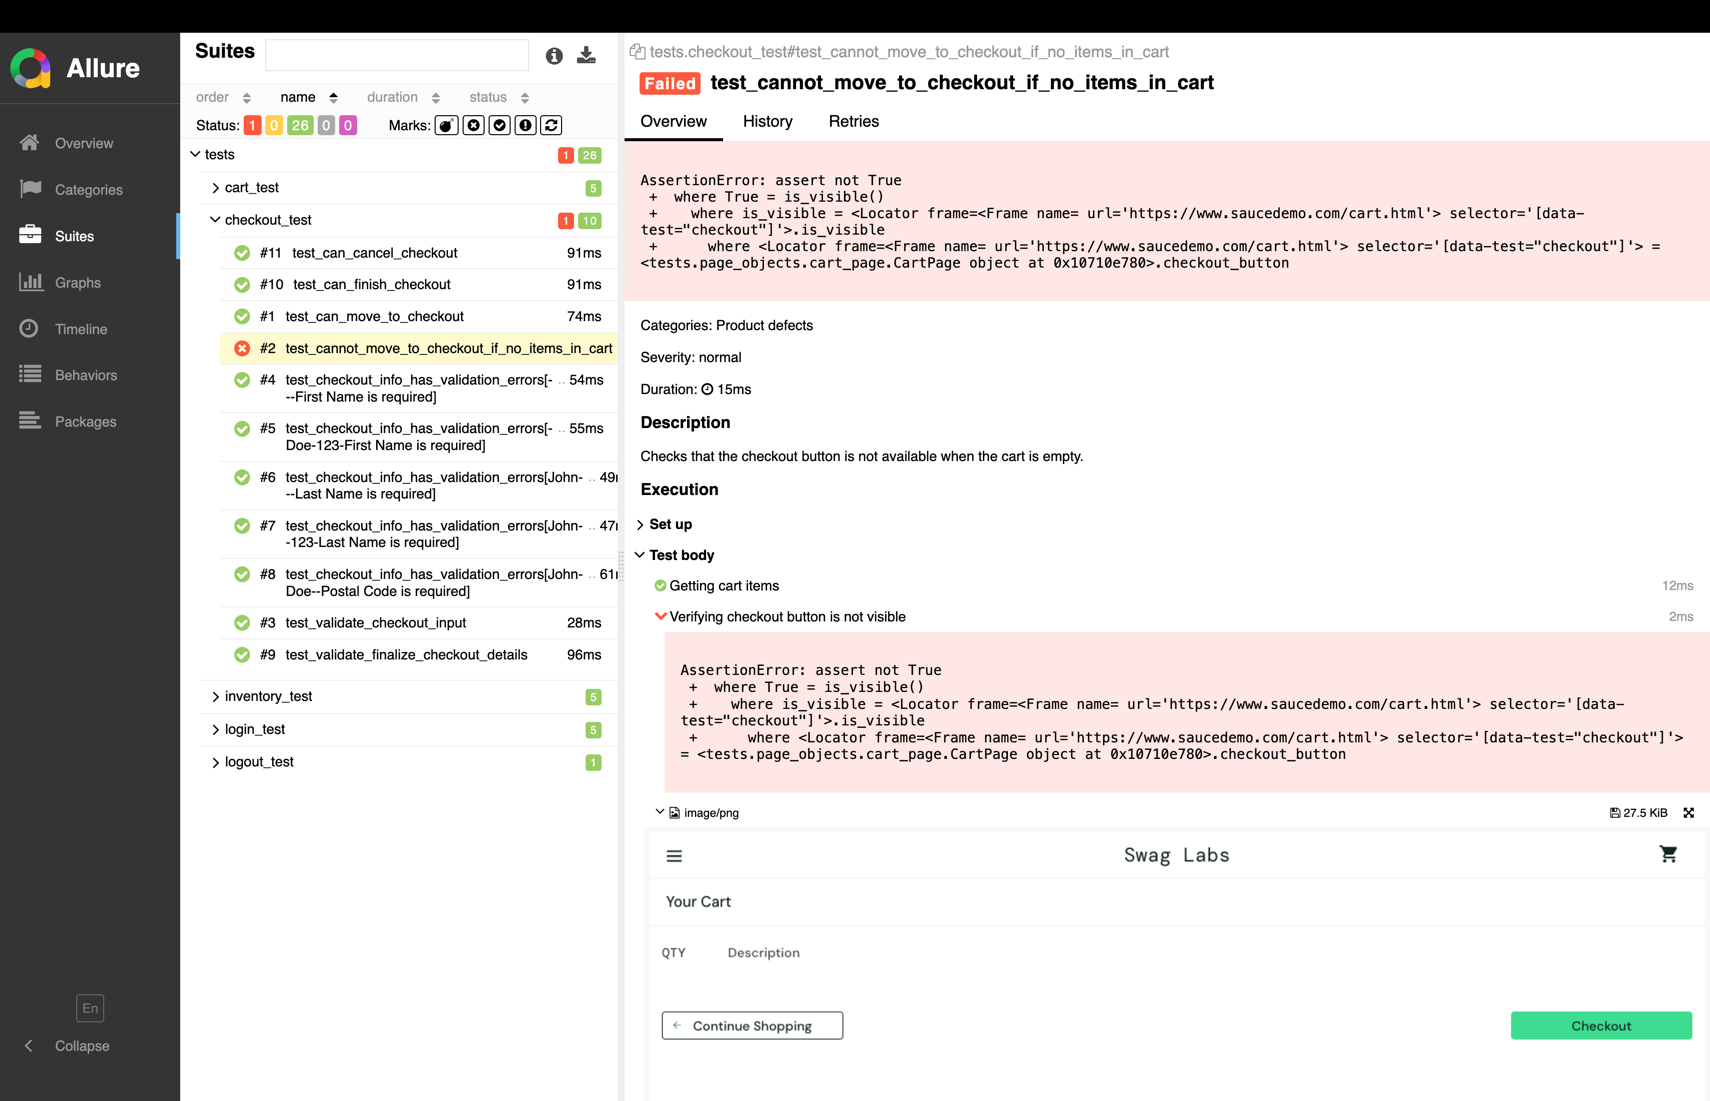 Allure
Overview
Categories
Suites
Graphs
Timeline
Behaviors
Packages
En
Collapse
Suites
order name duration status
Status: 1 0 26 0 0 Marks:
tests 1 26
cart_test 5
checkout_test 1 10
#11 test_can_cancel_checkout 91ms
#10 test_can_finish_checkout 91ms
#1 test_can_move_to_checkout 74ms
#2 test_cannot_move_to_checkout_if_no_items_in_cart
#4 test_checkout_info_has_validation_errors[- .. 54ms
--First Name is required]
#5 test_checkout_info_has_validation_errors[- .. 55ms
Doe-123-First Name is required]
#6 test_checkout_info_has_validation_errors[John- .. 49
--Last Name is required]
#7 test_checkout_info_has_validation_errors[John- .. 47
-123-Last Name is required]
#8 test_checkout_info_has_validation_errors[John- .. 61
Doe--Postal Code is required]
#3 test_validate_checkout_input 28ms
#9 test_validate_finalize_checkout_details 96ms
inventory_test 5
login_test 5
logout_test 1
tests.checkout_test#test_cannot_move_to_checkout_if_no_items_in_cart
Failed test_cannot_move_to_checkout_if_no_items_in_cart
Overview History Retries
AssertionError: assert not True
+ where True = is_visible()
+ where is_visible = <Locator frame=<Frame name= url='https://www.saucedemo.com/cart.html'> selector='[data-
test="checkout"]'>.is_visible
+ where <Locator frame=<Frame name= url='https://www.saucedemo.com/cart.html'> selector='[data-test="checkout"]'> =
<tests.page_objects.cart_page.CartPage object at 0x10710e780>.checkout_button
Categories: Product defects
Severity: normal
Duration: 15ms
Description
Checks that the checkout button is not available when the cart is empty.
Execution
Set up
Test body
Getting cart items 12ms
Verifying checkout button is not visible 2ms
AssertionError: assert not True
+ where True = is_visible()
+ where is_visible = <Locator frame=<Frame name= url='https://www.saucedemo.com/cart.html'> selector='[data-
test="checkout"]'>.is_visible
+ where <Locator frame=<Frame name= url='https://www.saucedemo.com/cart.html'> selector='[data-test="checkout"]'>
= <tests.page_objects.cart_page.CartPage object at 0x10710e780>.checkout_button
image/png 27.5 KiB
Swag Labs
Your Cart
QTY Description
Continue Shopping Checkout